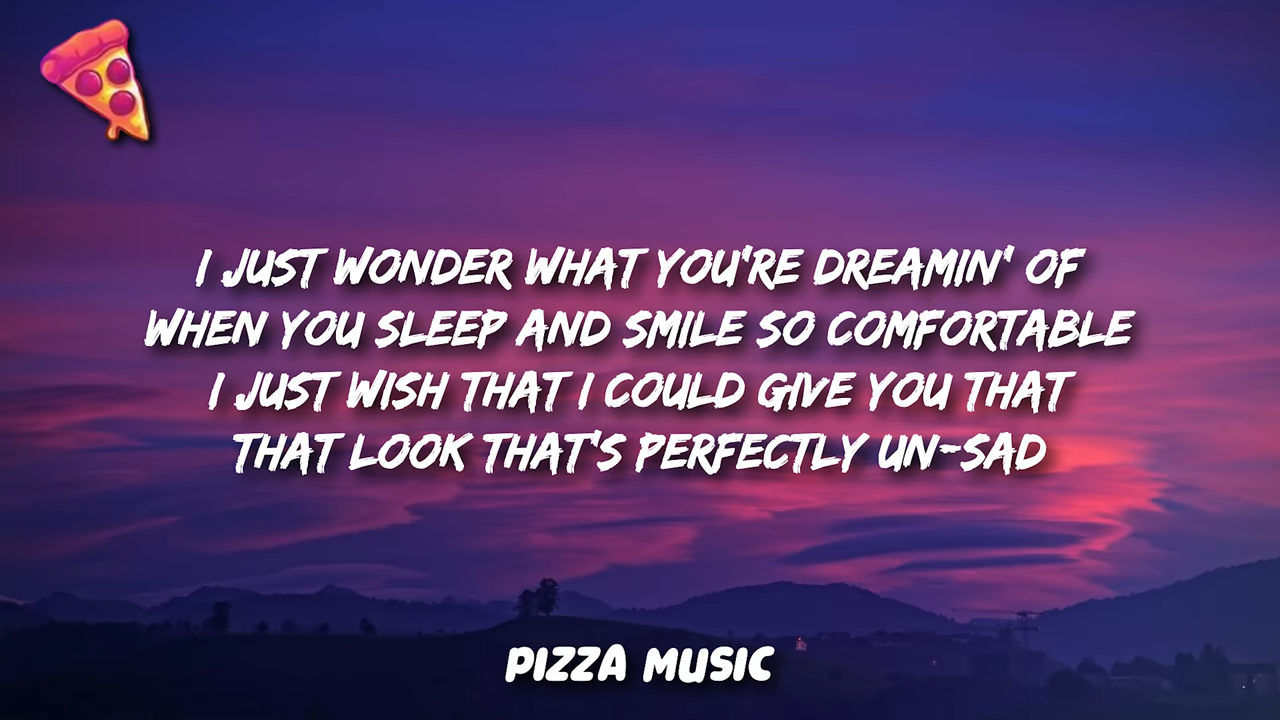 I JUST WONDER WHAT YOU'RE DREAMIN' OF
WHEN YOU SLEEP AND SMILE SO COMFORTABLE
I JUST WISH THAT I COULD GIVE YOU THAT
THAT LOOK THAT'S PERFECTLY UN-SAD
PIZZA MUSIC